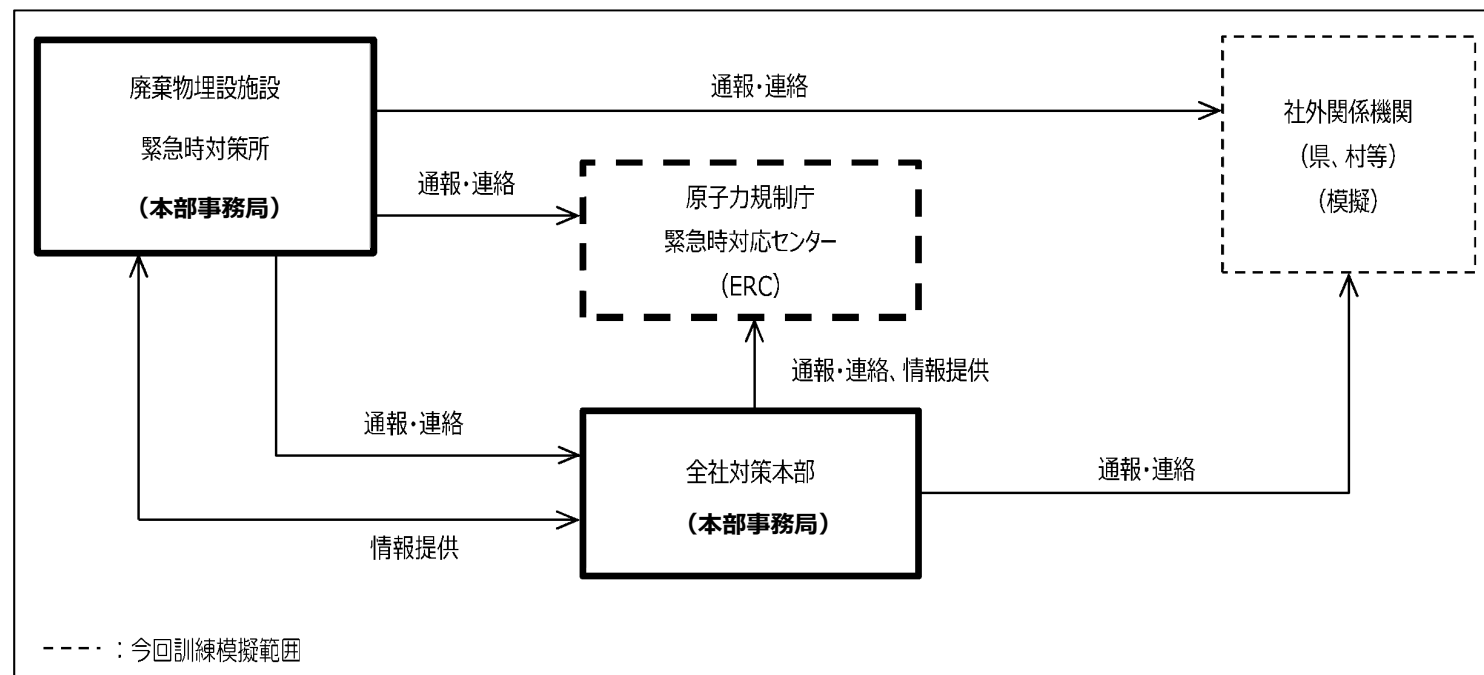 廃棄物埋設施設
緊急時対策所
（本部事務局）
通報・連絡
社外関係機関
（県、村等）
（模擬）
通報・連絡
原子力規制庁
緊急時対応センター
（ERC）
通報・連絡、情報提供
通報・連絡
全社対策本部
（本部事務局）
通報・連絡
情報提供
：今回訓練模擬範囲